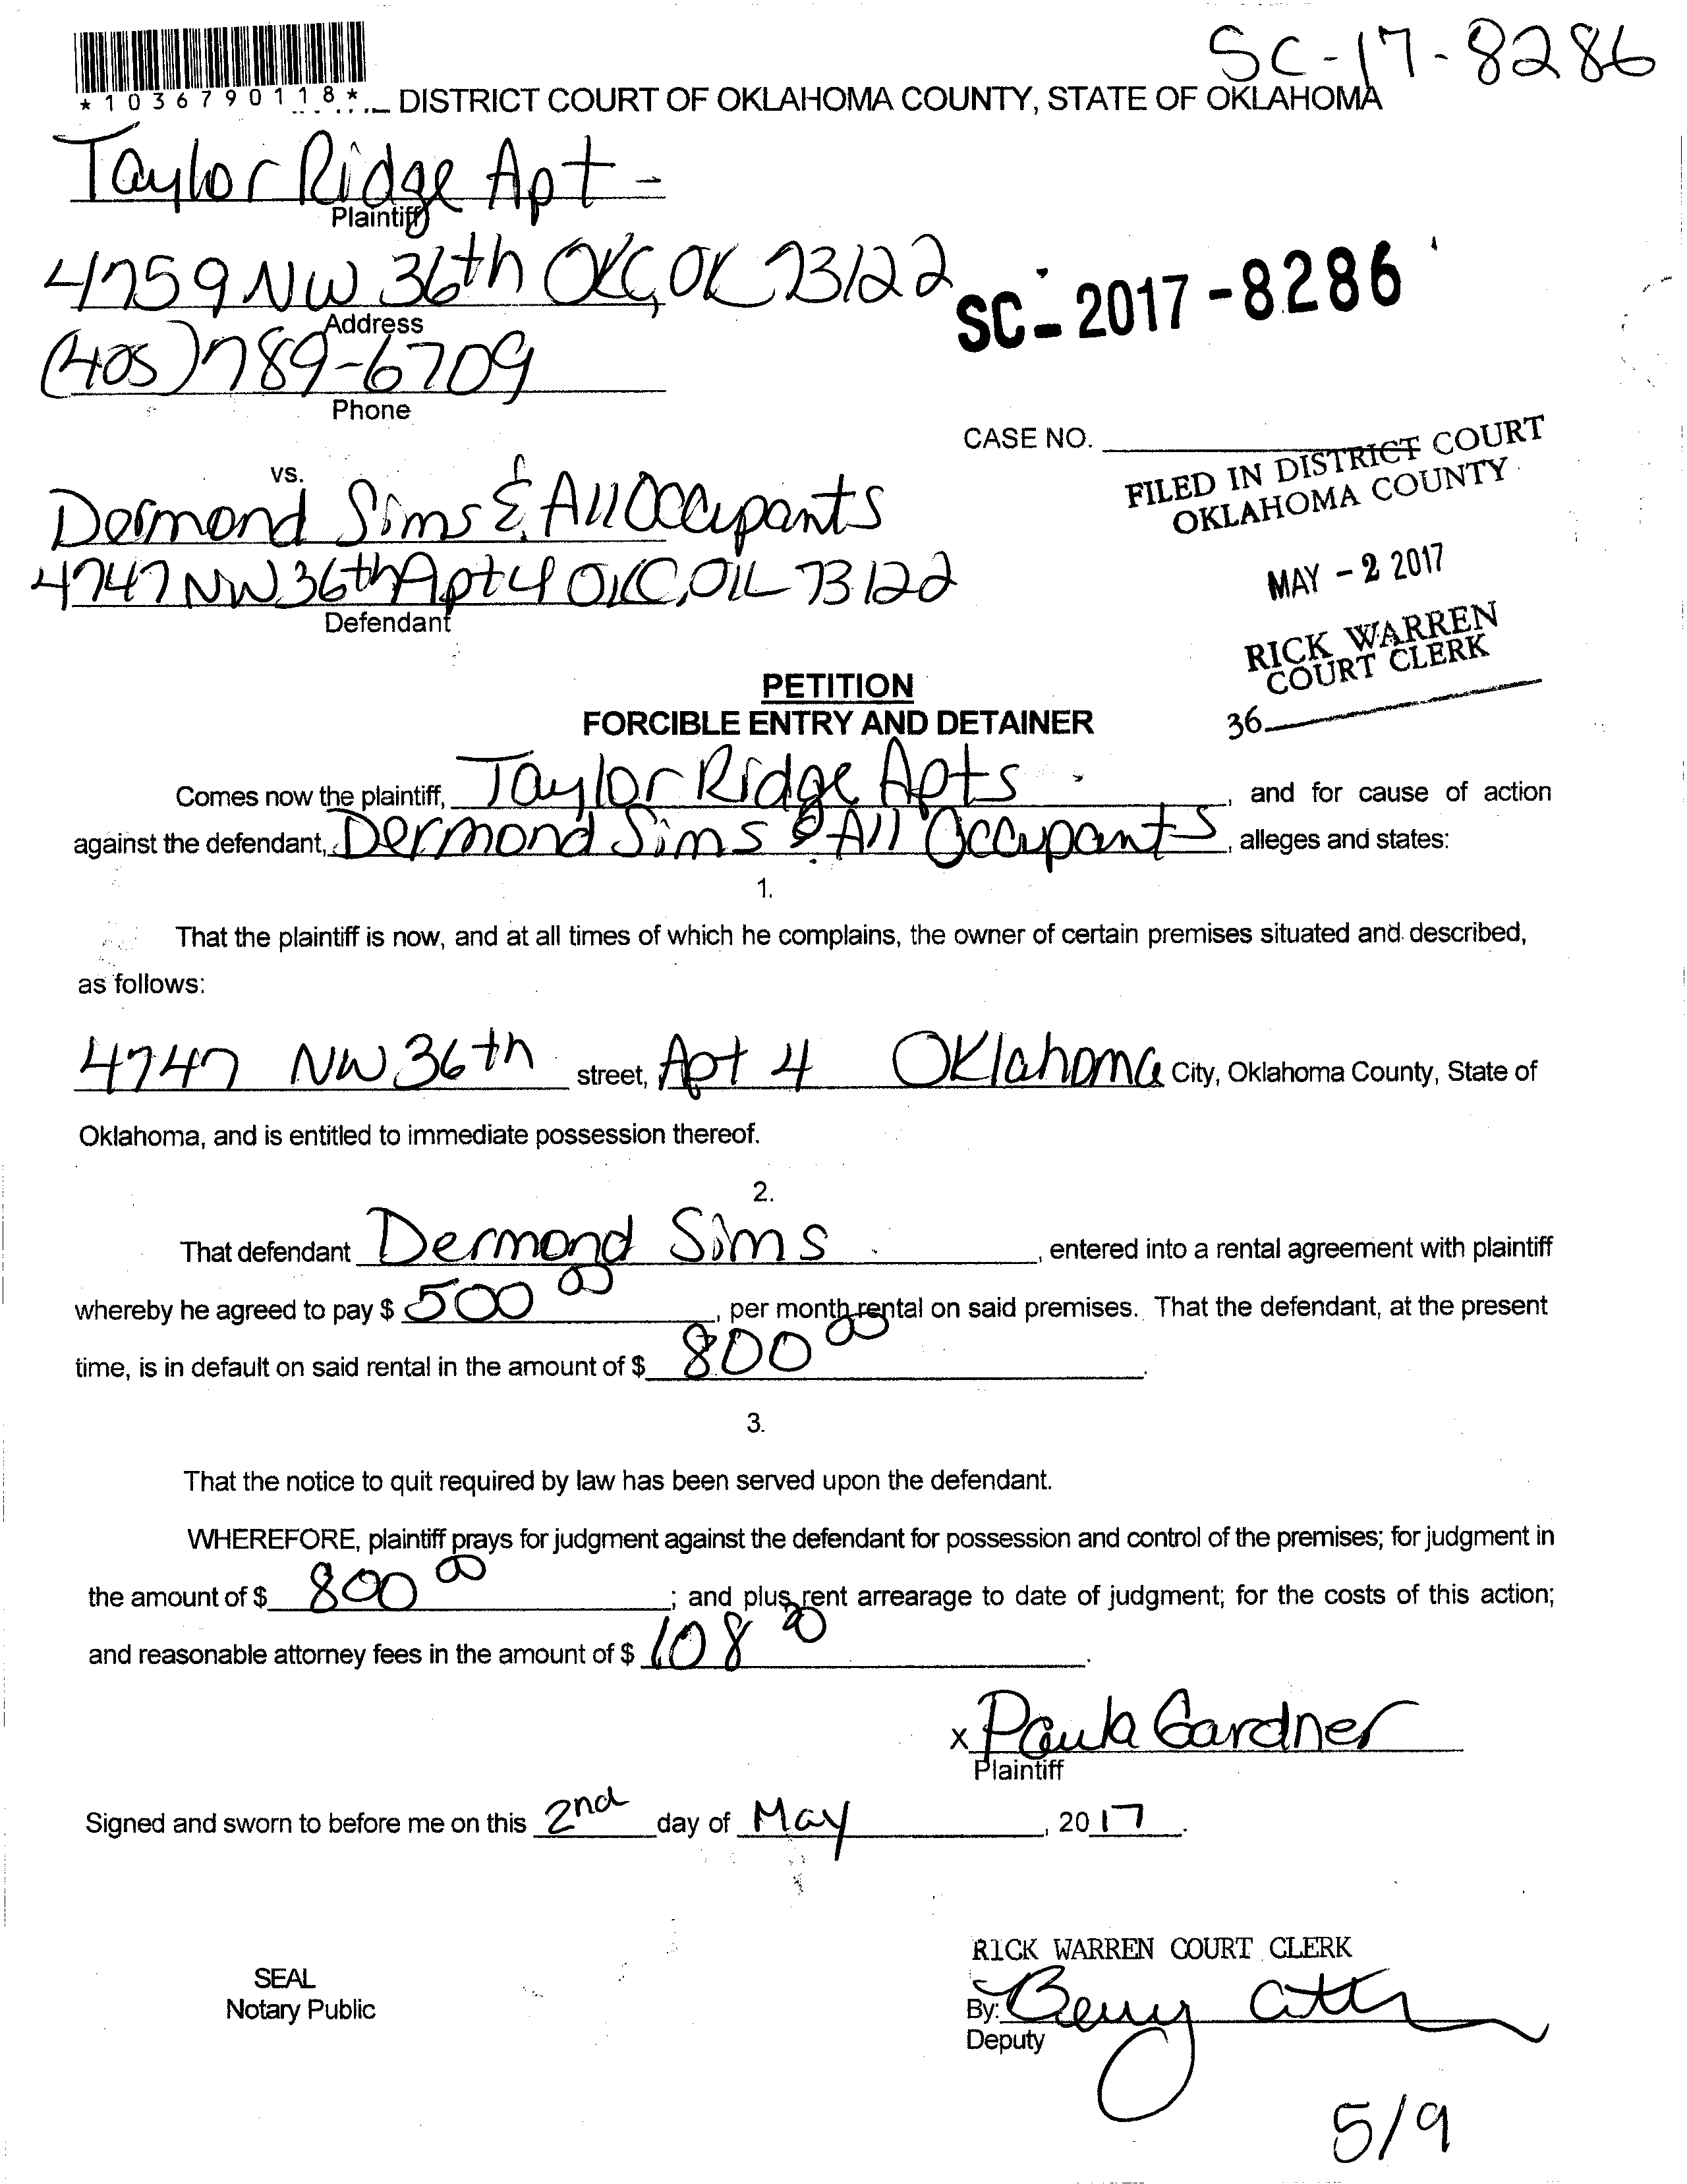 SC-17-8286
*1036790118*
DISTRICT COURT OF OKLAHOMA COUNTY, STATE OF OKLAHOMA
Taylor Ridge Apt-
Plaintiff
4759 NW 36th OKC, OK 73122
Address
SC-2017-8286
(405)789-6709
Phone
CASE NO.
FILED IN DISTRICT COURT
OKLAHOMA COUNTY
MAY - 2 2017
RICK WARREN
COURT CLERK
36
vs.
Dermond Sims & All Occupants
4747 NW 36th Apt 4 OKC, OK 73122
Defendant
PETITION
FORCIBLE ENTRY AND DETAINER
Comes now the plaintiff, Taylor Ridge Apts, and for cause of action
against the defendant, Dermond Sims & All Occupants, alleges and states:
1.
That the plaintiff is now, and at all times of which he complains, the owner of certain premises situated and described,
as follows:
4747 NW 36th street, Apt 4 Oklahoma City, Oklahoma County, State of
Oklahoma, and is entitled to immediate possession thereof.
2.
That defendant Dermond Sims, entered into a rental agreement with plaintiff
whereby he agreed to pay $ 500 00, per month rental on said premises. That the defendant, at the present
time, is in default on said rental in the amount of $ 800 00.
3.
That the notice to quit required by law has been served upon the defendant.
WHEREFORE, plaintiff prays for judgment against the defendant for possession and control of the premises; for judgment in
the amount of $ 800 00; and plus rent arrearage to date of judgment; for the costs of this action;
and reasonable attorney fees in the amount of $ 108.
x Paula Gardner
Plaintiff
Signed and sworn to before me on this 2nd day of May, 2017.
SEAL
Notary Public
RICK WARREN COURT CLERK
By:
Deputy
5/9